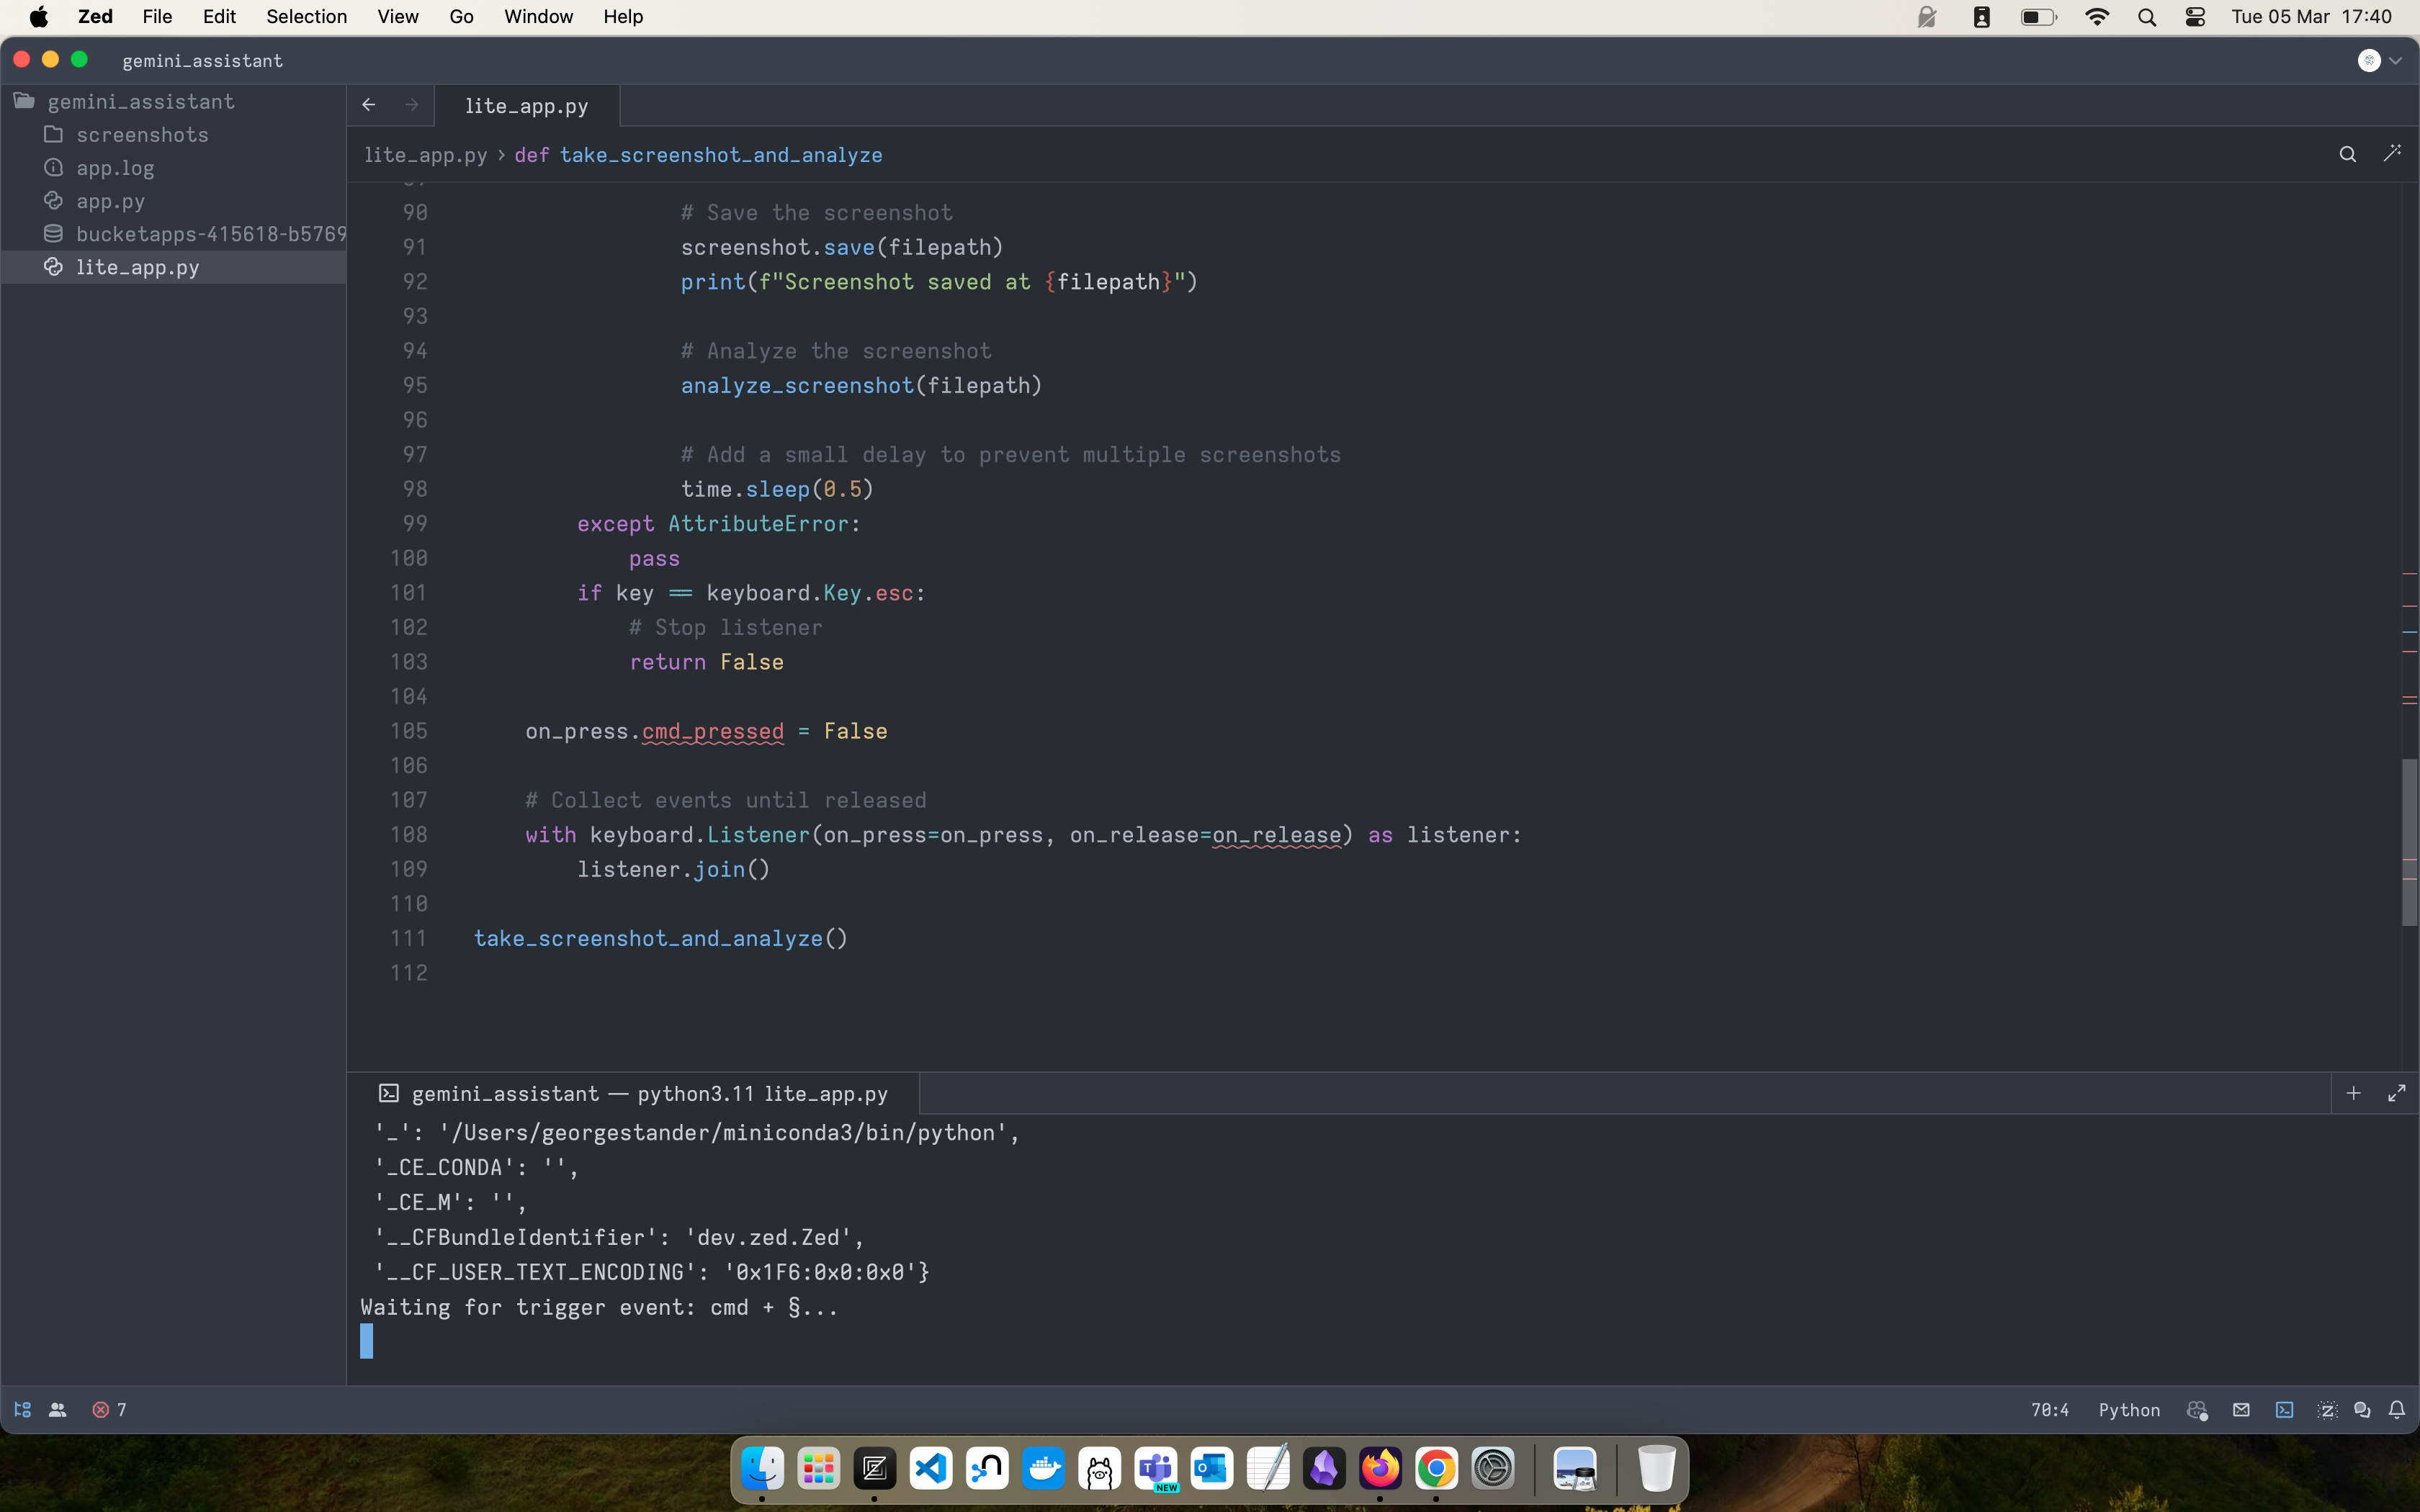 Zed File Edit Selection View Go Window Help Tue 05 Mar 17:40
gemini_assistant
gemini_assistant
screenshots
app.log
app.py
bucketapps-415618-b5769
lite_app.py
lite_app.py
lite_app.py › def take_screenshot_and_analyze
90 # Save the screenshot
91 screenshot.save(filepath)
92 print(f"Screenshot saved at {filepath}")
93
94 # Analyze the screenshot
95 analyze_screenshot(filepath)
96
97 # Add a small delay to prevent multiple screenshots
98 time.sleep(0.5)
99 except AttributeError:
100 pass
101 if key == keyboard.Key.esc:
102 # Stop listener
103 return False
104
105 on_press.cmd_pressed = False
106
107 # Collect events until released
108 with keyboard.Listener(on_press=on_press, on_release=on_release) as listener:
109 listener.join()
110
111 take_screenshot_and_analyze()
112
gemini_assistant — python3.11 lite_app.py
'_': '/Users/georgestander/miniconda3/bin/python',
'_CE_CONDA': '',
'_CE_M': '',
'__CFBundleIdentifier': 'dev.zed.Zed',
'__CF_USER_TEXT_ENCODING': '0x1F6:0x0:0x0'}
Waiting for trigger event: cmd + §...
7 70:4 Python
NEW